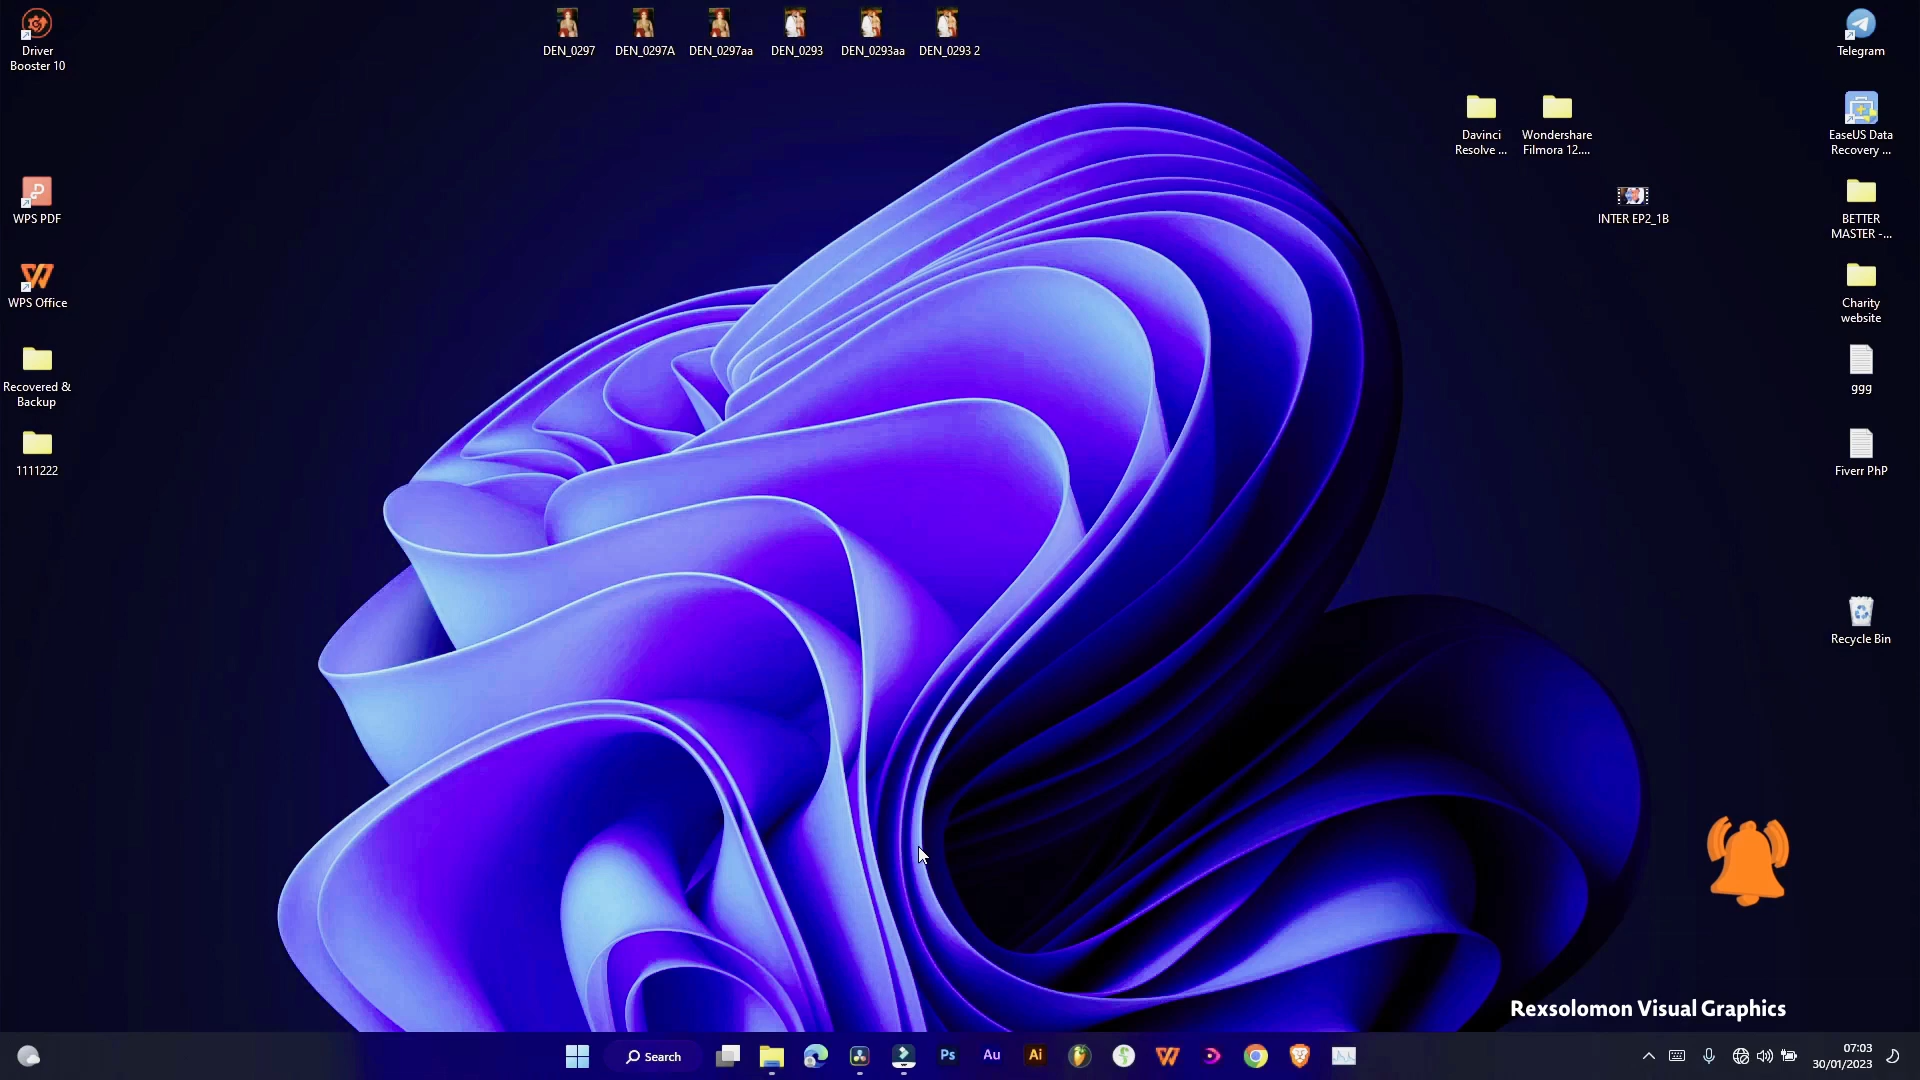 Driver
Booster 10
DEN_0297
DEN_0297A
DEN_0297aa
DEN_0293
DEN_0293aa
DEN_0293 2
Telegram
Davinci
Resolve ...
Wondershare
Filmora 12....
EaseUS Data
Recovery ...
WPS PDF
INTER EP2_1B
BETTER
MASTER -...
WPS Office
Charity
website
Recovered &
Backup
ggg
1111222
Fiverr PhP
Recycle Bin
Rexsolomon Visual Graphics
Search
Ps
Au
Ai
07:03
30/01/2023